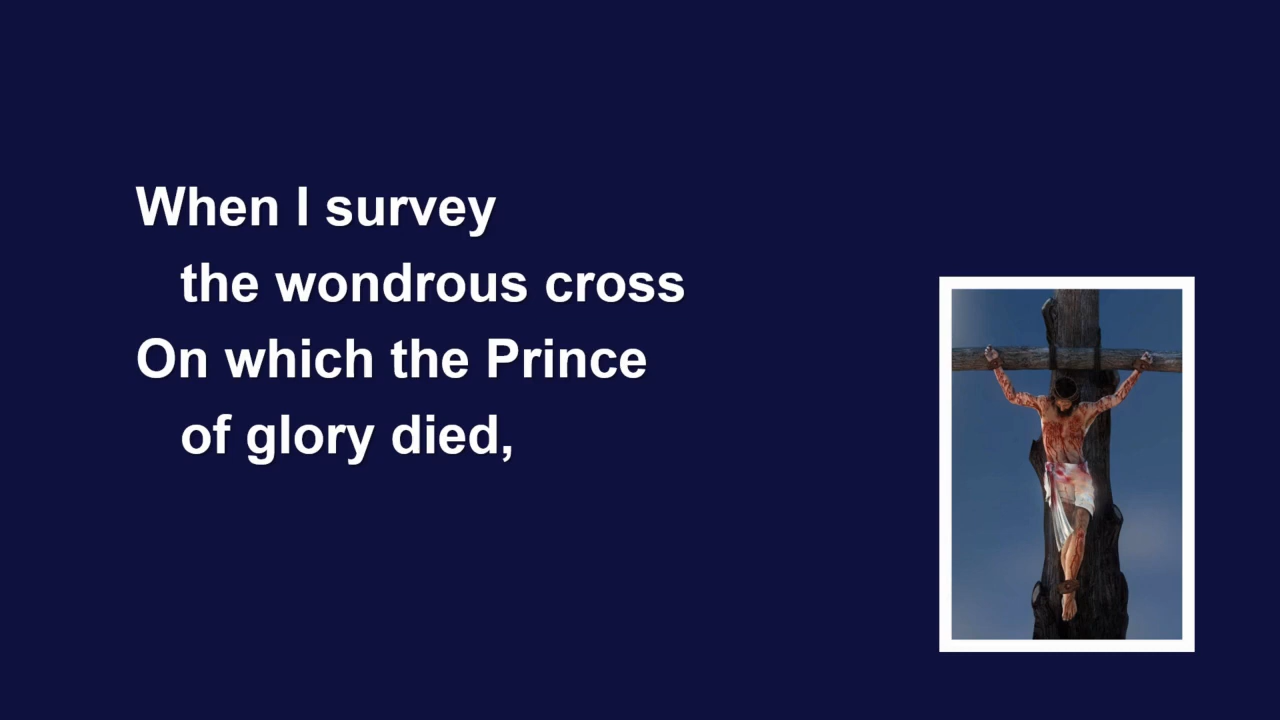 When I survey
the wondrous cross
On which the Prince
of glory died,